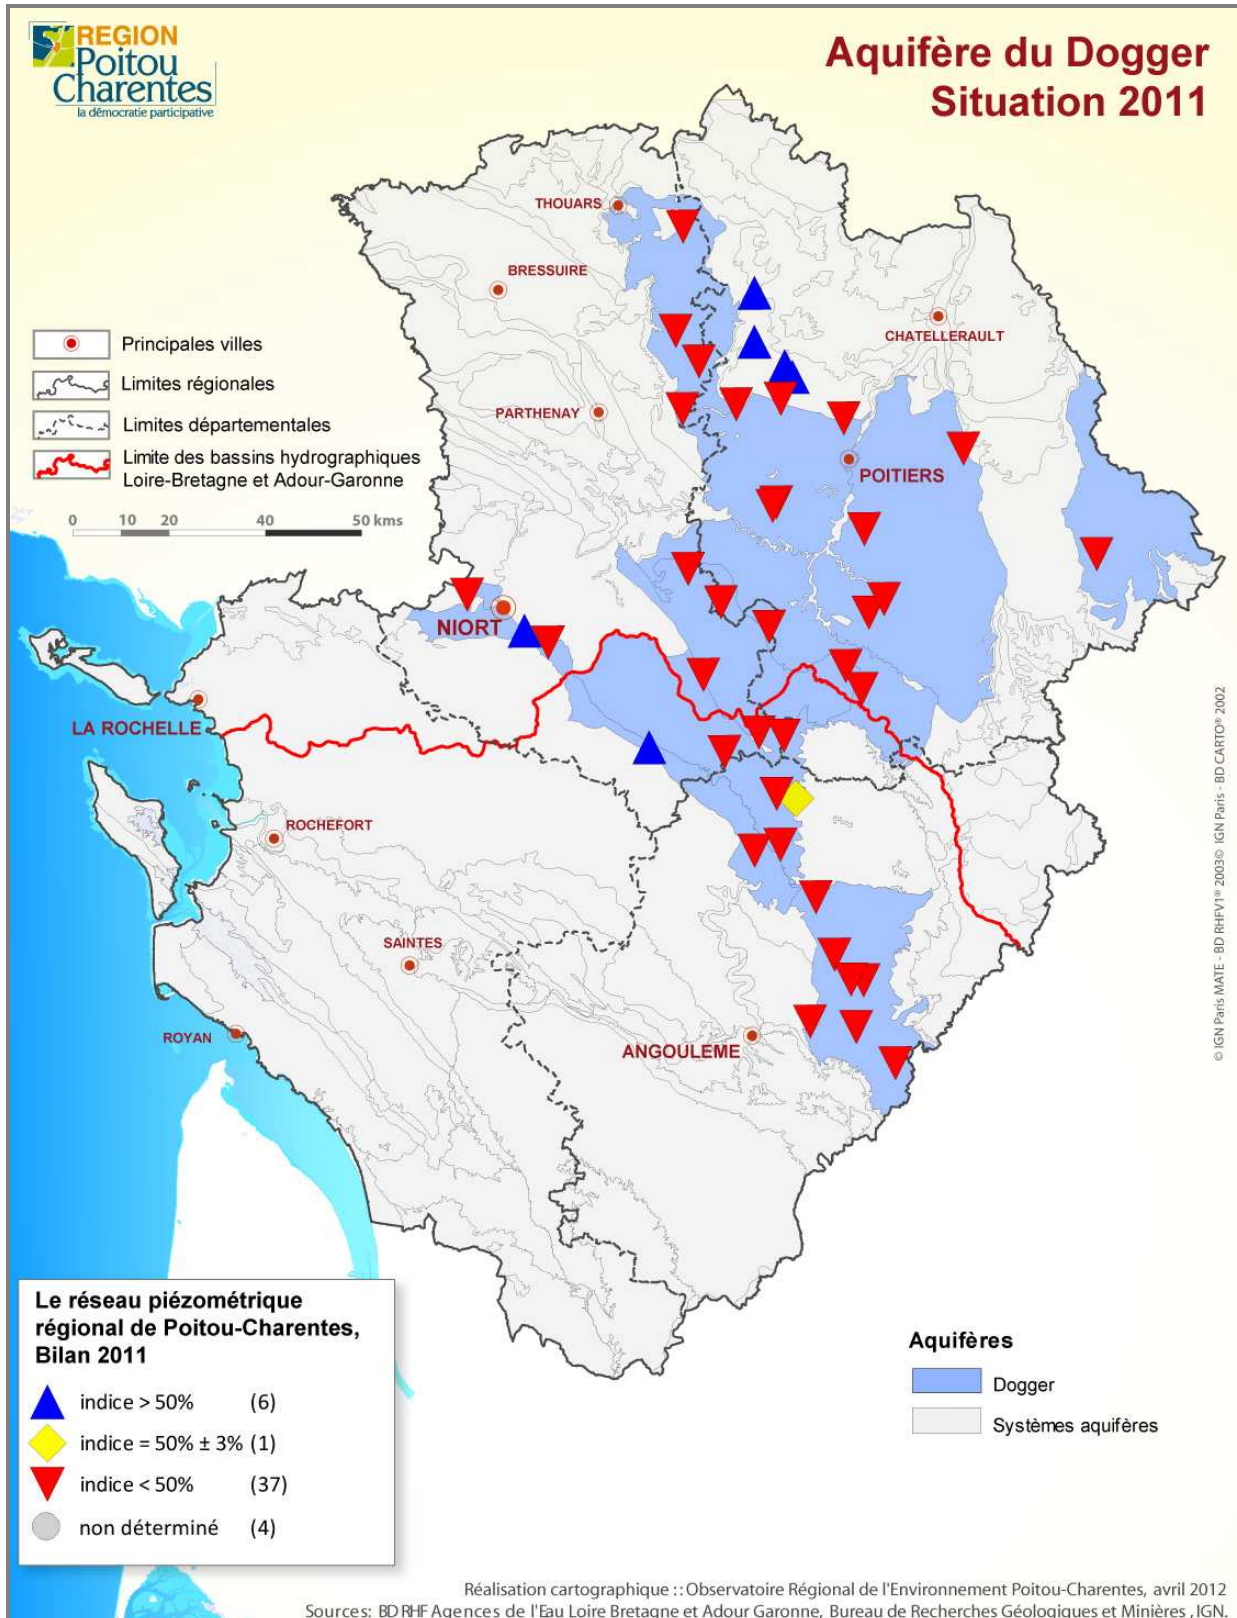 REGION
Poitou
Charentes
la démocratie participative
Aquifère du Dogger
Situation 2011
THOUARS
BRESSUIRE
CHATELLERAULT
PARTHENAY
POITIERS
NIORT
LA ROCHELLE
ROCHEFORT
SAINTES
ROYAN
ANGOULEME
Principales villes
Limites régionales
Limites départementales
Limite des bassins hydrographiques
Loire-Bretagne et Adour-Garonne
0 10 20 40 50 kms
© IGN Paris MATE - BD RHFV1® 2003© IGN Paris - BD CARTO® 2002
Le réseau piézométrique
régional de Poitou-Charentes,
Bilan 2011
indice > 50% (6)
indice = 50% ± 3% (1)
indice < 50% (37)
non déterminé (4)
Aquifères
Dogger
Systèmes aquifères
Réalisation cartographique :: Observatoire Régional de l'Environnement Poitou-Charentes, avril 2012
Sources: BD RHF Agences de l'Eau Loire Bretagne et Adour Garonne, Bureau de Recherches Géologiques et Minières , IGN.